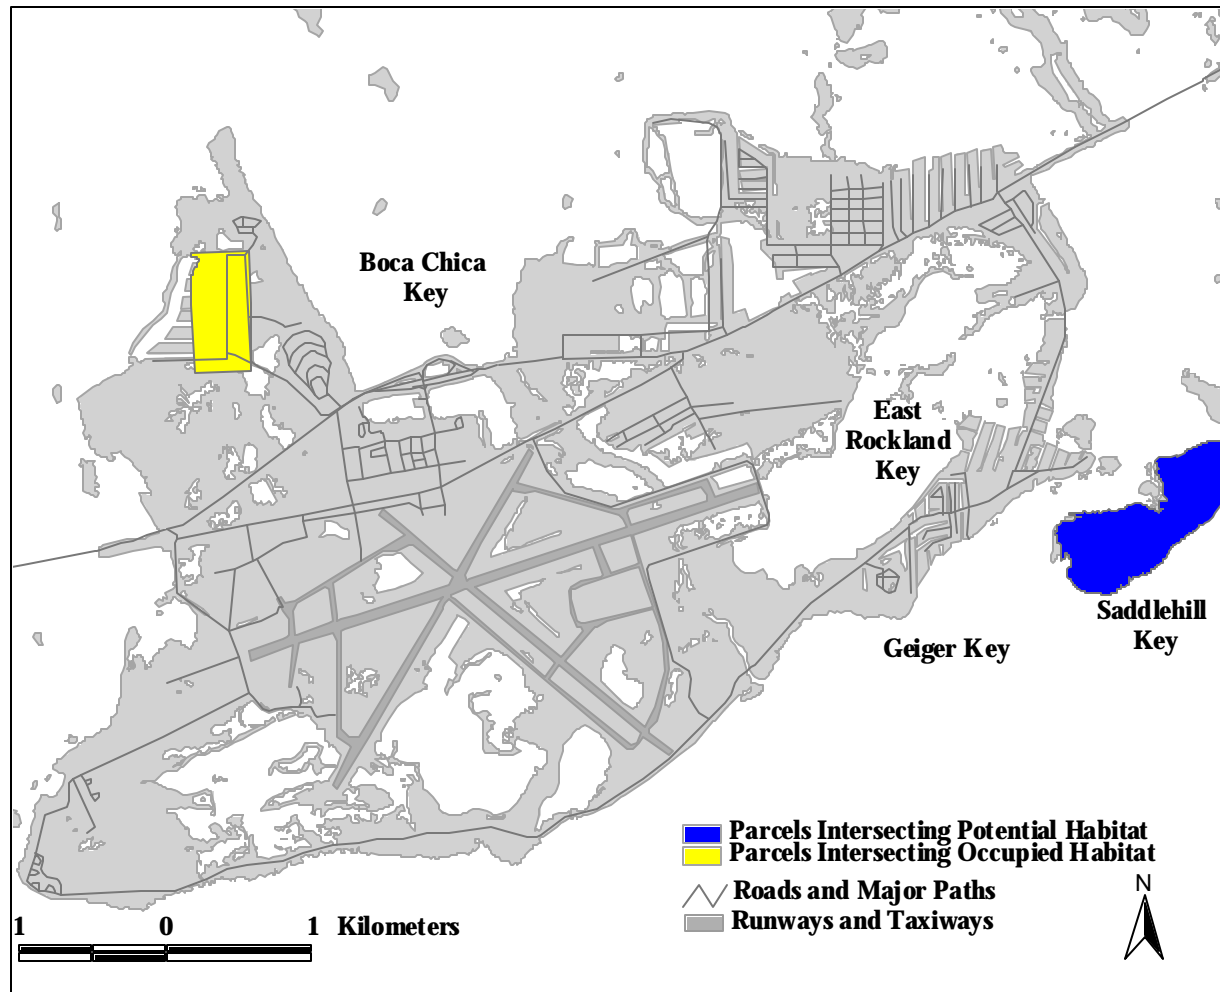 Boca Chica
Key
East
Rockland
Key
Saddlehill
Key
Geiger Key
Parcels Intersecting Potential Habitat
Parcels Intersecting Occupied Habitat
Roads and Major Paths
Runways and Taxiways
N
1 0 1 Kilometers